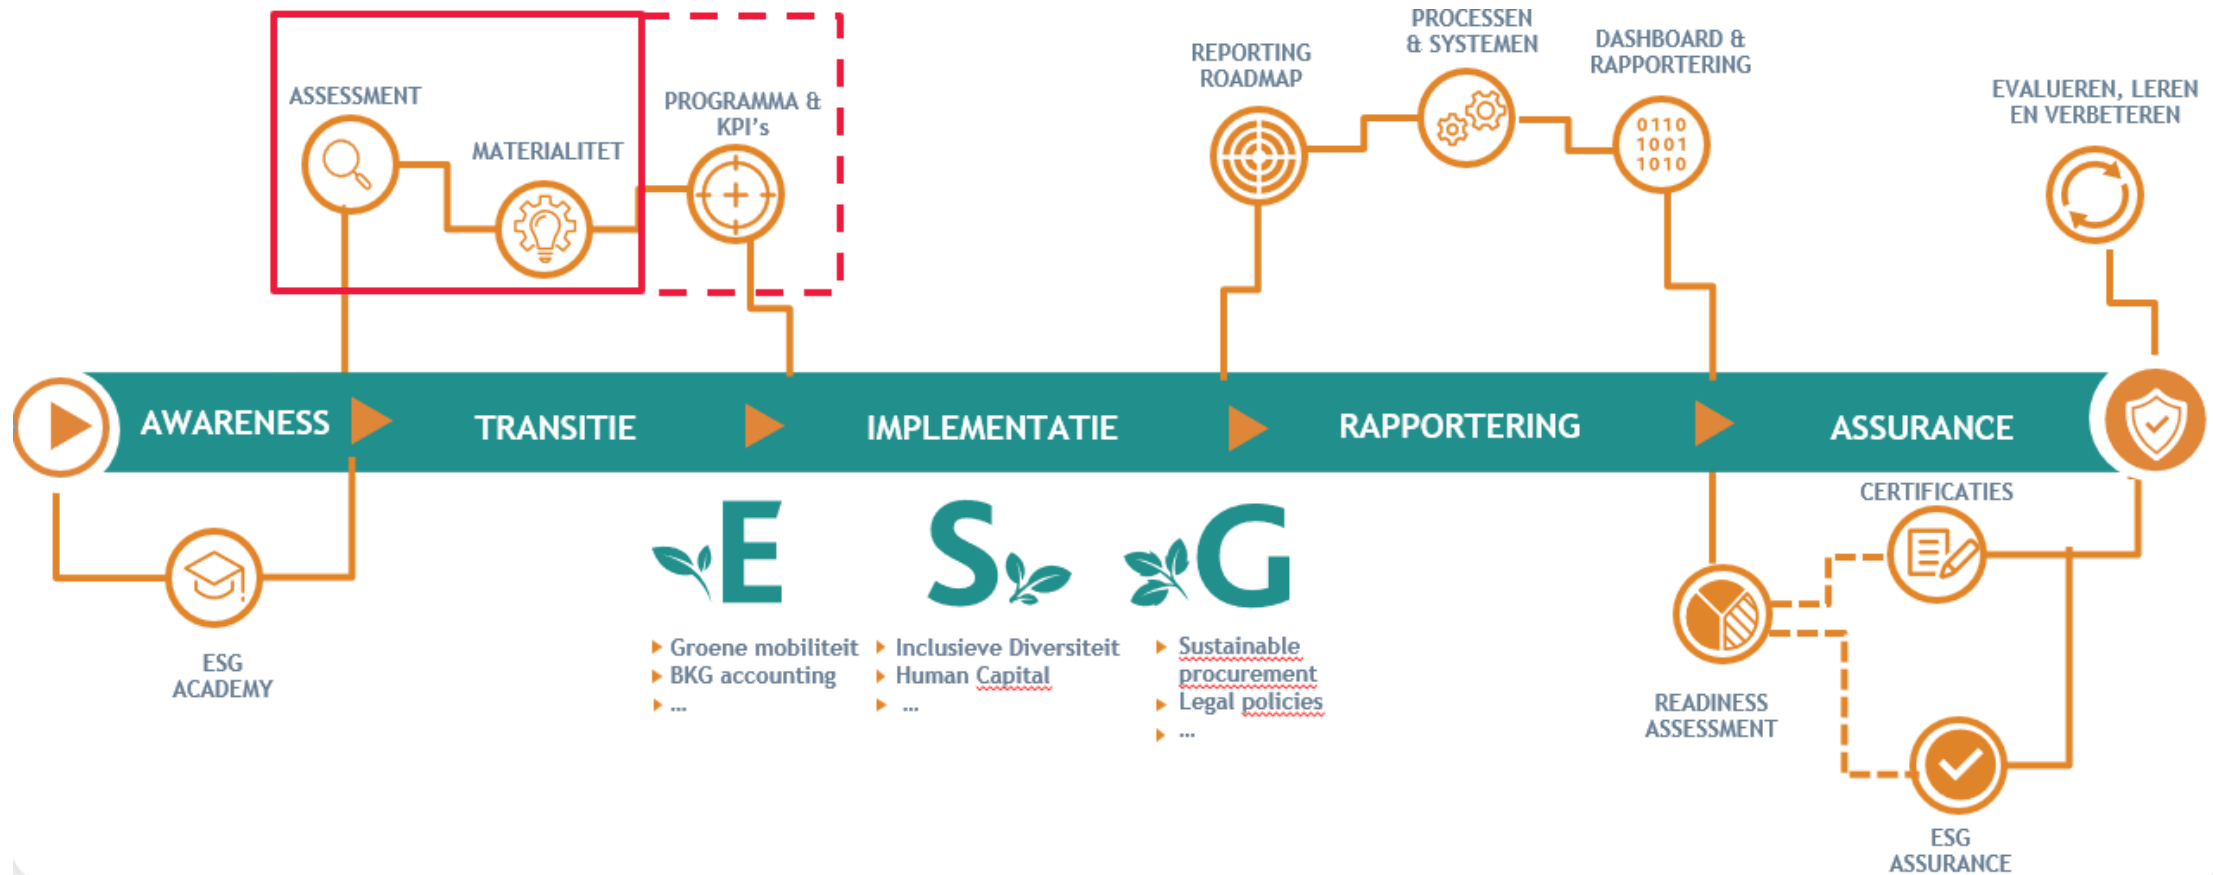 ASSESSMENT
MATERIALITET
PROGRAMMA &
KPI's
REPORTING
ROADMAP
PROCESSEN
& SYSTEMEN
DASHBOARD &
RAPPORTERING
0110
1001
1010
EVALUEREN, LEREN
EN VERBETEREN
AWARENESS
TRANSITIE
IMPLEMENTATIE
RAPPORTERING
ASSURANCE
ESG
ACADEMY
E
Groene mobiliteit
BKG accounting
...
S
Inclusieve Diversiteit
Human Capital
...
G
Sustainable
procurement
Legal policies
...
READINESS
ASSESSMENT
CERTIFICATIES
ESG
ASSURANCE